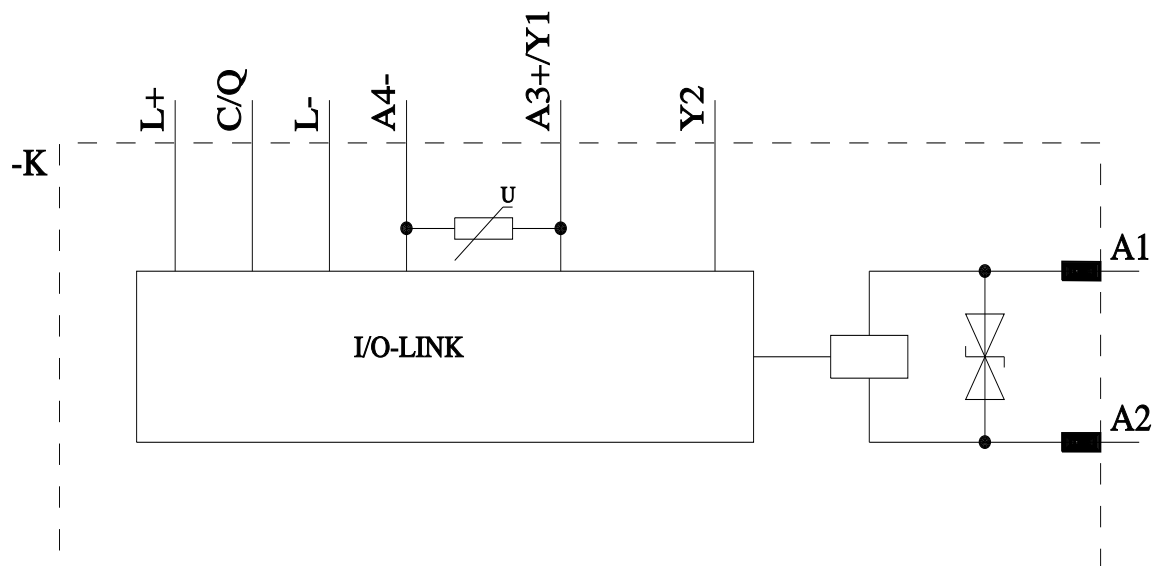 L+
C/Q
L-
A4-
A3+/Y1
Y2
-K
U
A1
I/O-LINK
A2